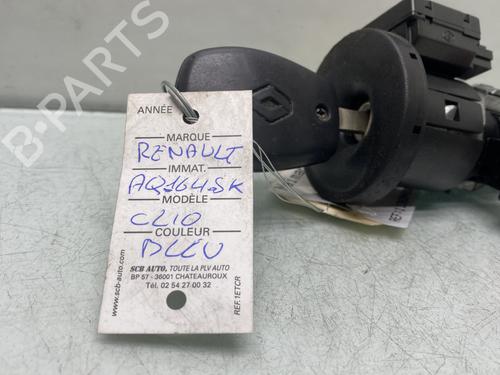 B-PARTS
ANNÉE
MARQUE
RENAULT
IMMAT.
AQ164SK
MODÈLE
CLIO
COULEUR
BLEU
SCB AUTO, TOUTE LA PLV AUTO
BP 57 - 36001 CHATEAUROUX
Tél. 02 54 27 00 32
www.scb-auto.com
REF.1ETCR